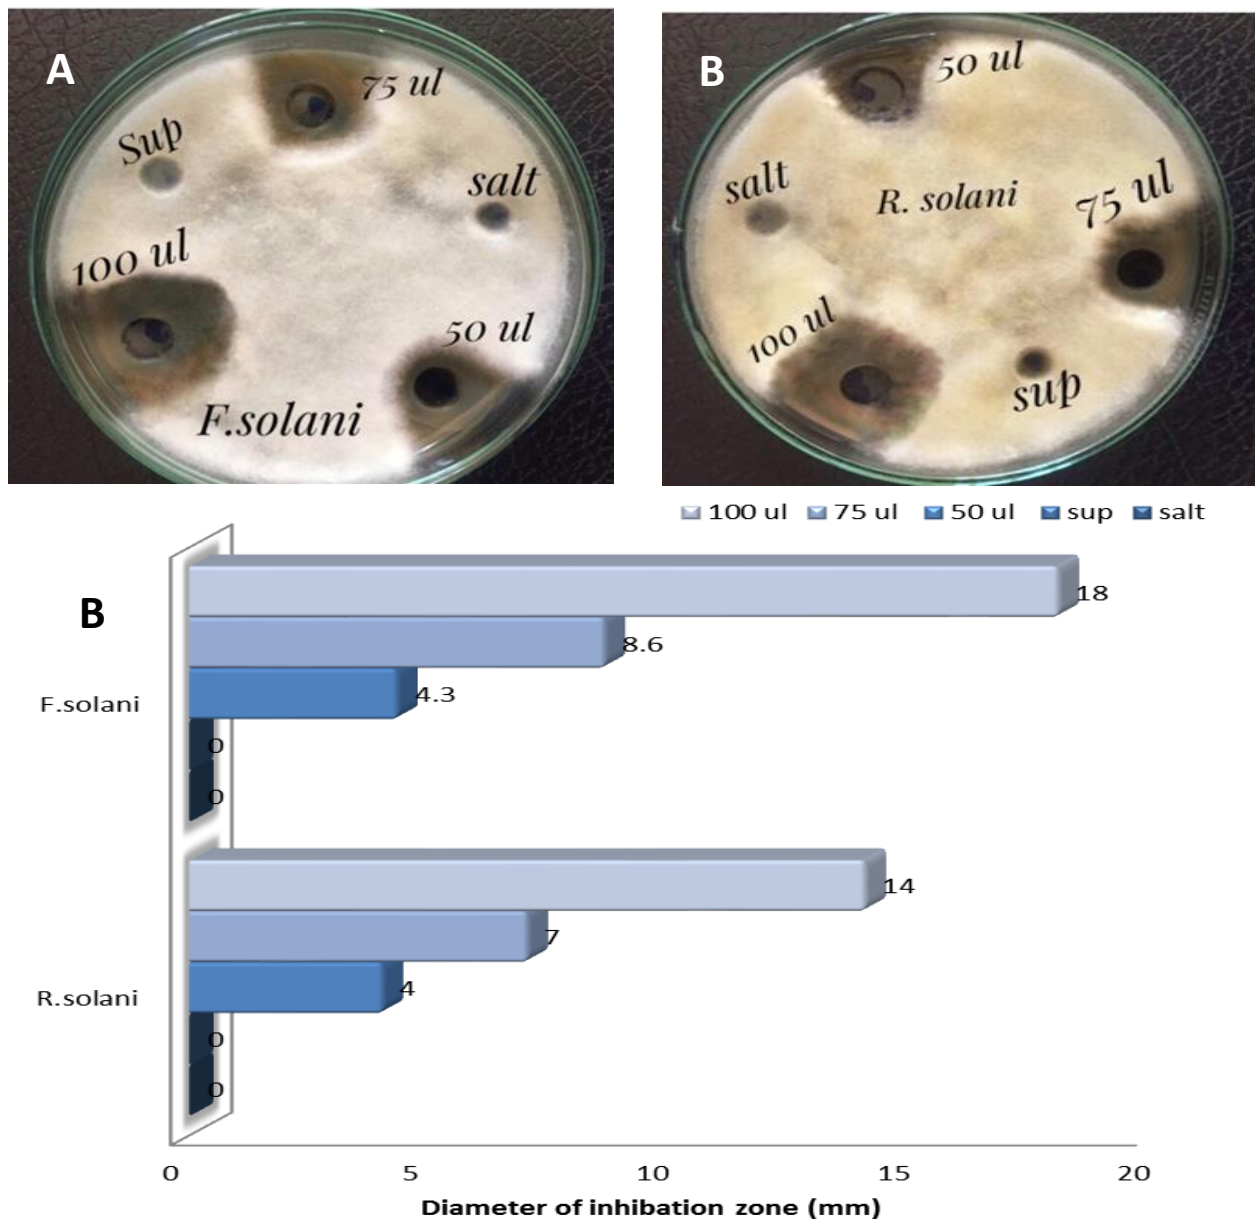 A
75 ul
Sup
salt
100 ul
50 ul
F.solani
B
50 ul
salt
R. solani
75 ul
100 ul
sup
100 ul 75 ul 50 ul sup salt
B
18
8.6
F.solani
4.3
0
0
14
7
R.solani
4
0
0
0 5 10 15 20
Diameter of inhibation zone (mm)